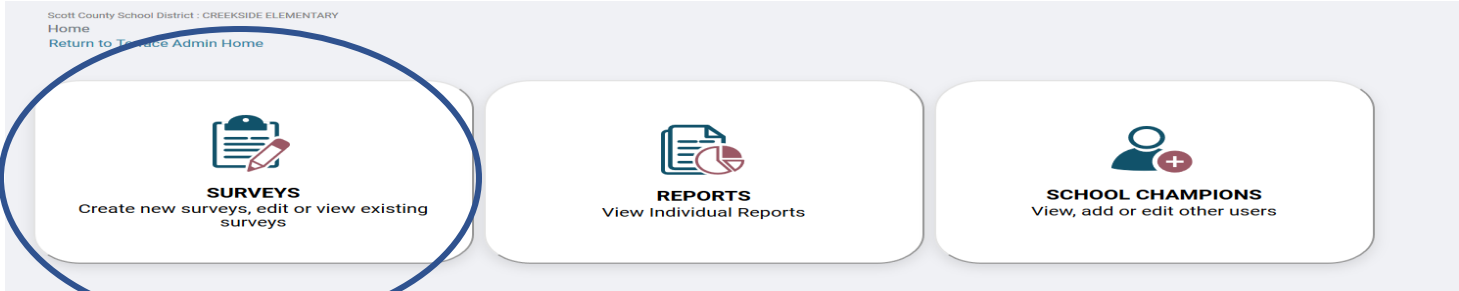 Scott County School District : CREEKSIDE ELEMENTARY
Home
Return to Terrace Admin Home
SURVEYS
Create new surveys, edit or view existing
surveys
REPORTS
View Individual Reports
SCHOOL CHAMPIONS
View, add or edit other users